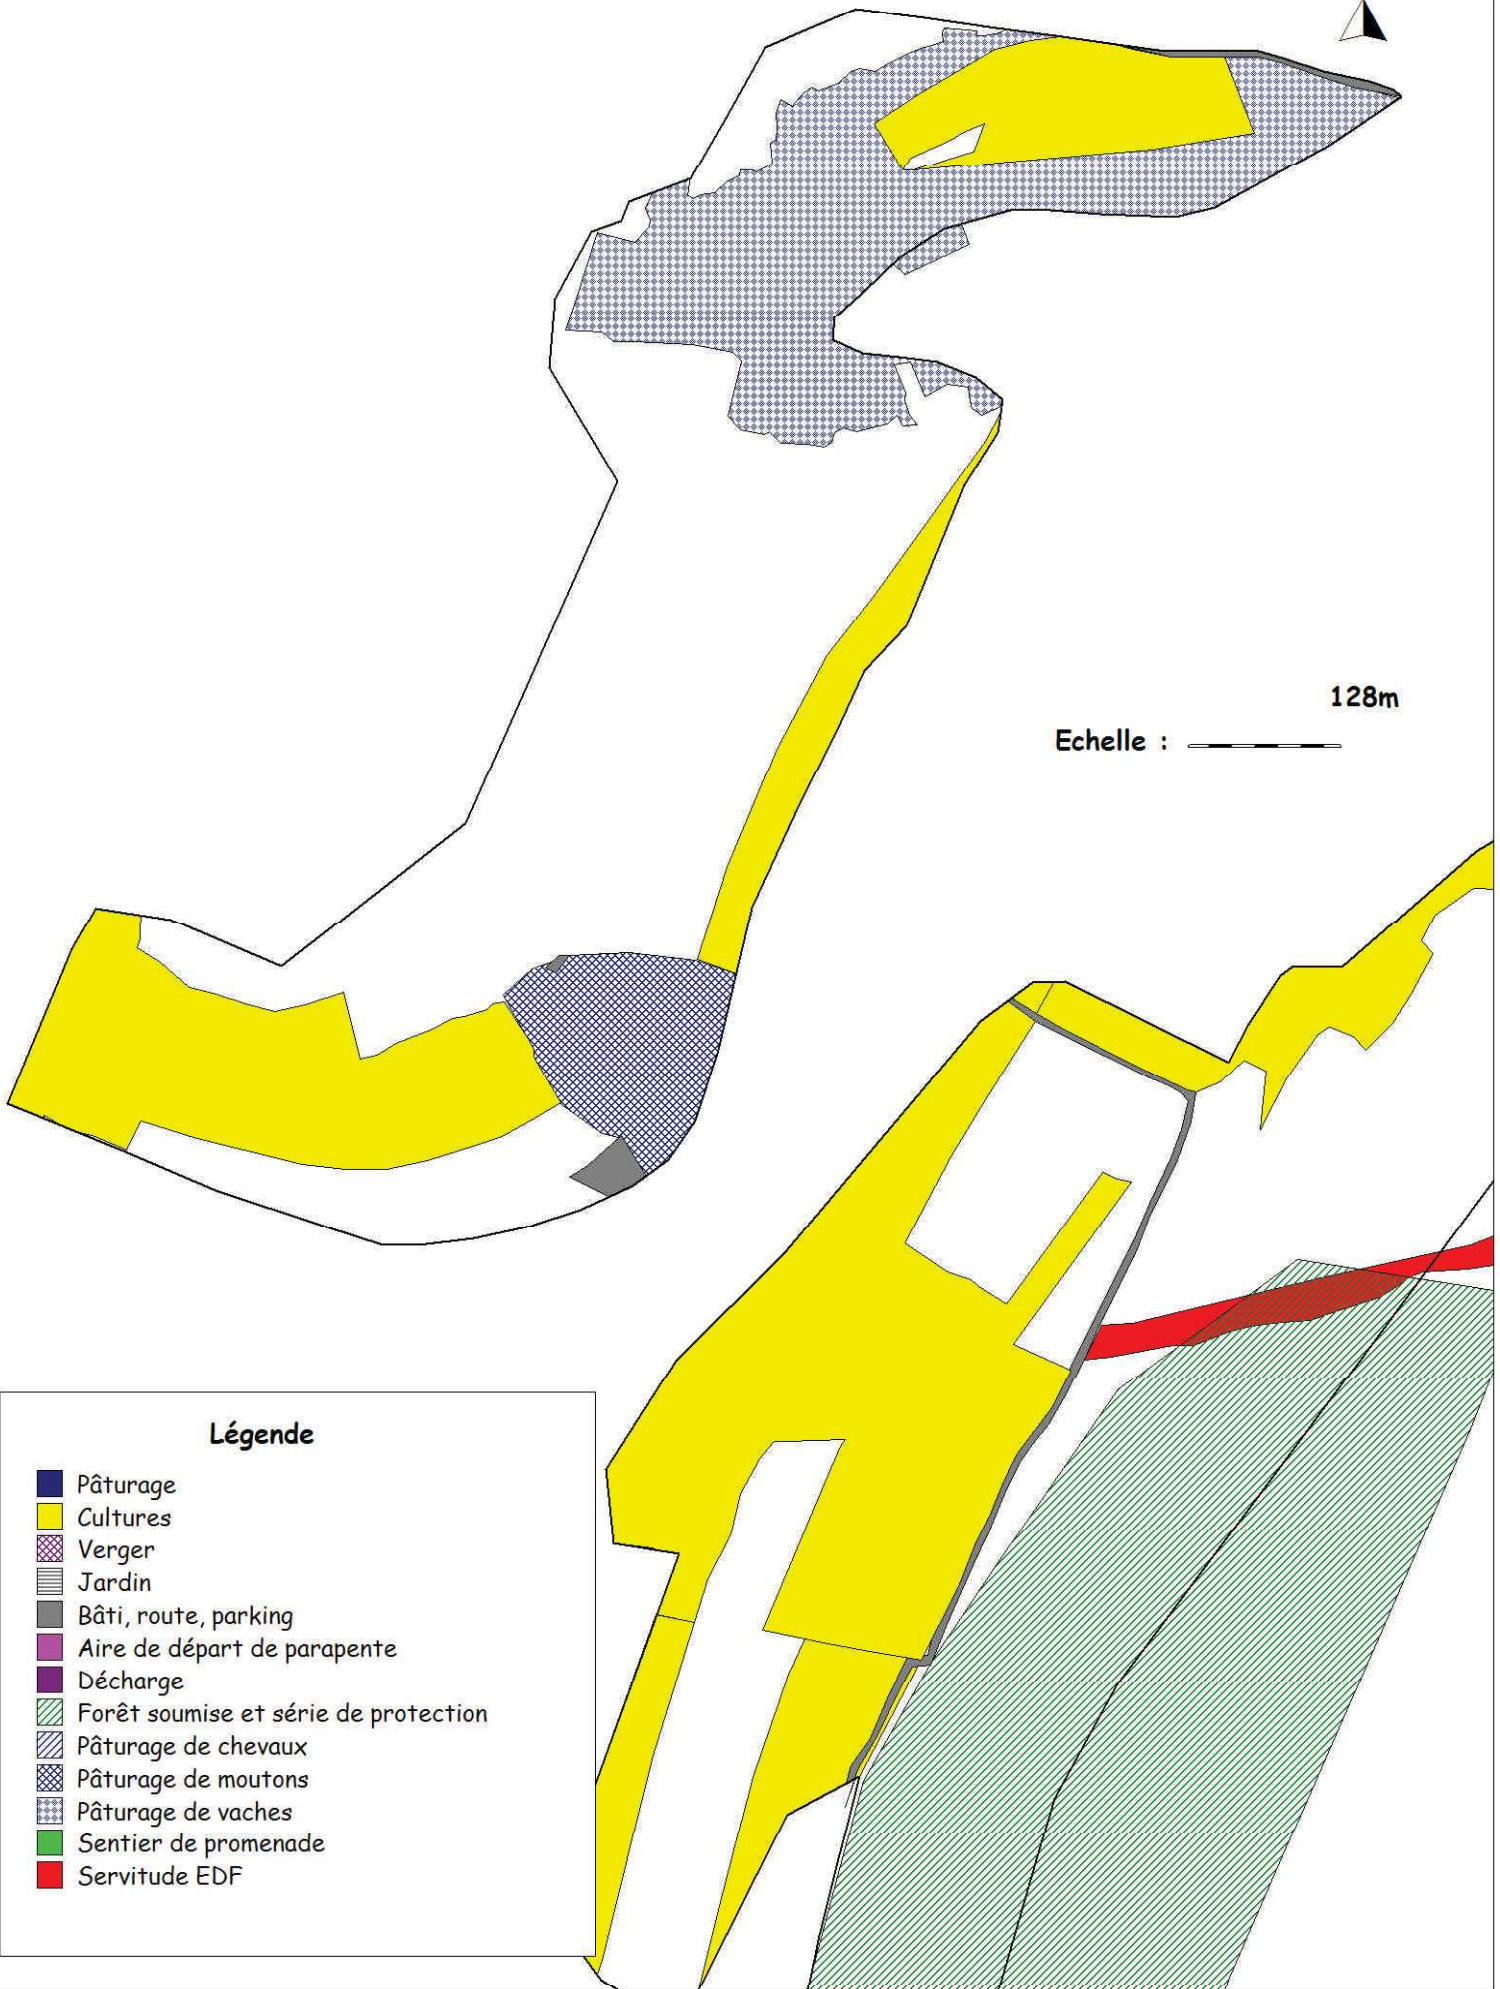 128m
Echelle :
Légende
Pâturage
Cultures
Verger
Jardin
Bâti, route, parking
Aire de départ de parapente
Décharge
Forêt soumise et série de protection
Pâturage de chevaux
Pâturage de moutons
Pâturage de vaches
Sentier de promenade
Servitude EDF